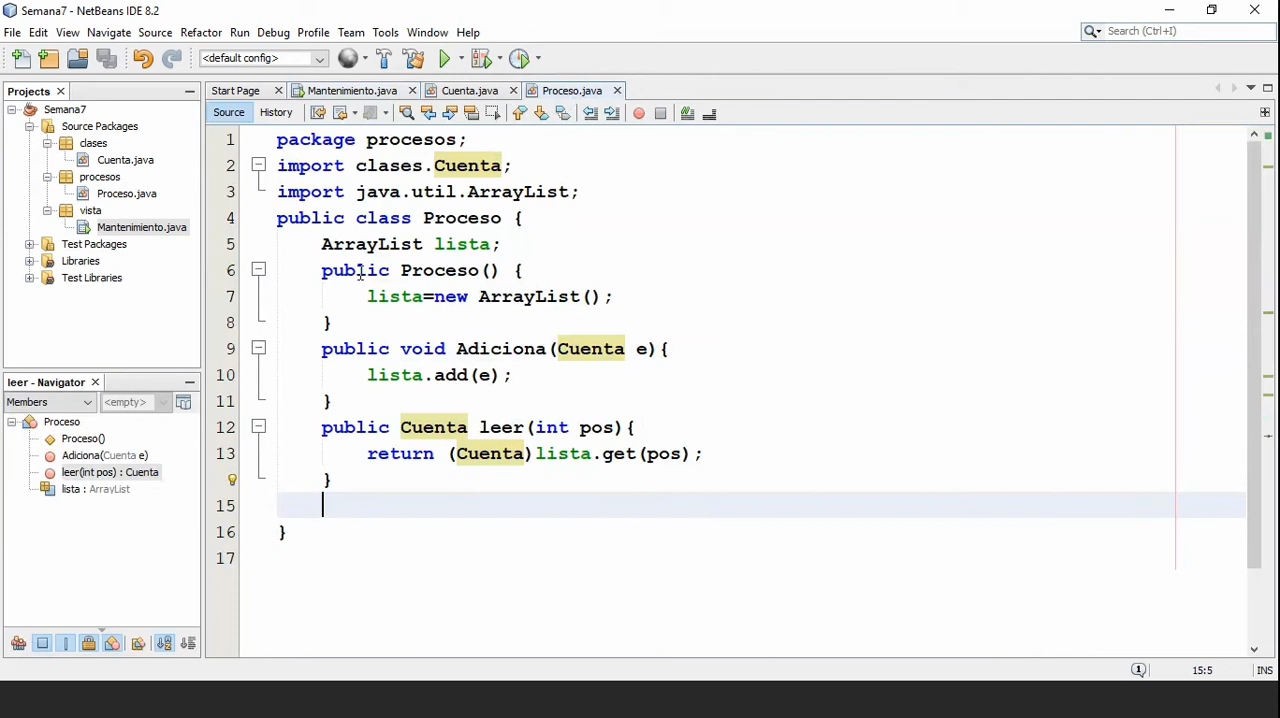 Semana7 - NetBeans IDE 8.2
File Edit View Navigate Source Refactor Run Debug Profile Team Tools Window Help
Search (Ctrl+I)
<default config>
Projects
Start Page Mantenimiento.java Cuenta.java Proceso.java
Semana7
Source Packages
clases
Cuenta.java
procesos
Proceso.java
vista
Mantenimiento.java
Test Packages
Libraries
Test Libraries
leer - Navigator
Members <empty>
Proceso
Proceso()
Adiciona(Cuenta e)
leer(int pos) : Cuenta
lista : ArrayList
Source History
1 package procesos;
2 import clases.Cuenta;
3 import java.util.ArrayList;
4 public class Proceso {
5 ArrayList lista;
6 public Proceso() {
7 lista=new ArrayList();
8 }
9 public void Adiciona(Cuenta e){
10 lista.add(e);
11 }
12 public Cuenta leer(int pos){
13 return (Cuenta)lista.get(pos);
}
15
16 }
17
1 15:5 INS